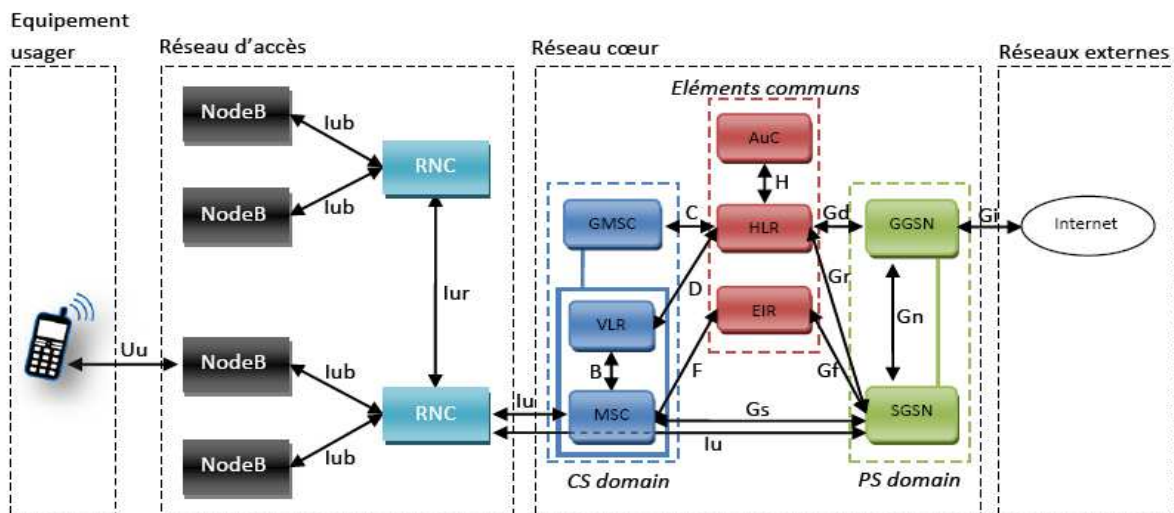 Equipement
usager
Réseau d'accès
Réseau cœur
Réseaux externes
Eléments communs
NodeB
Iub
RNC
NodeB
Iub
AuC
H
GMSC
C
HLR
Gd
GGSN
Gi
Internet
Iur
D
Gr
VLR
EIR
Gn
Uu
NodeB
Iub
B
F
Gf
RNC
Iu
MSC
Gs
SGSN
Iu
NodeB
Iub
CS domain
PS domain